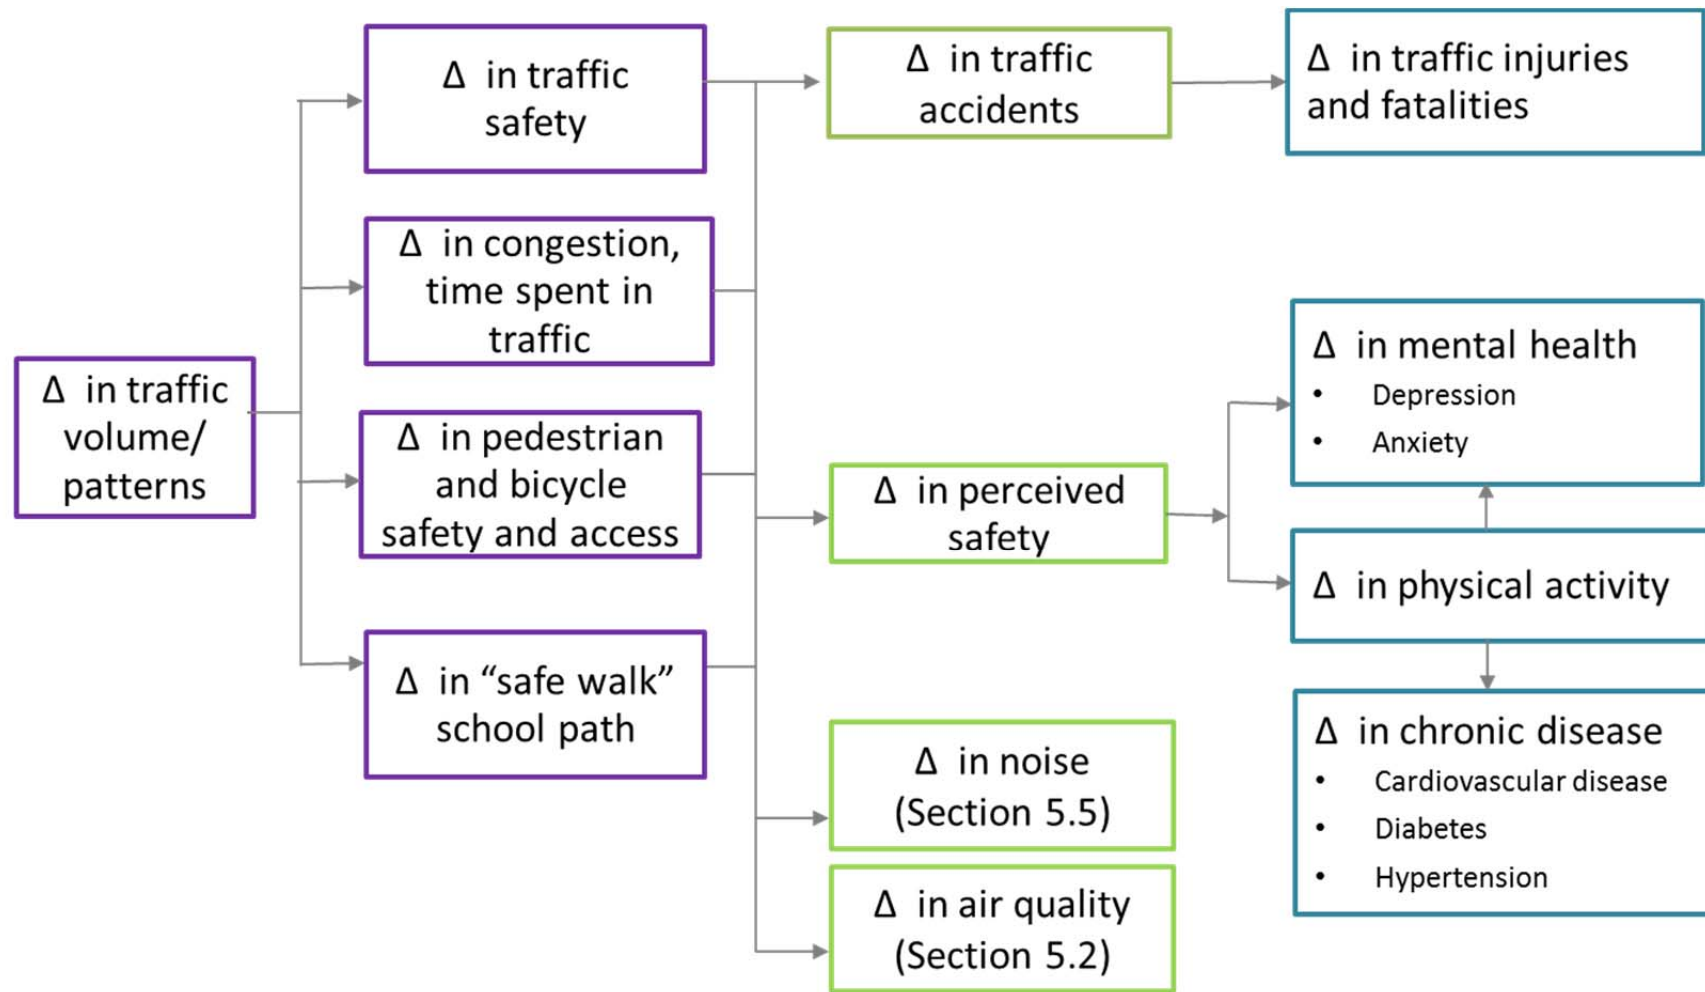 Δ in traffic
volume/
patterns
Δ in traffic
safety
Δ in congestion,
time spent in
traffic
Δ in pedestrian
and bicycle
safety and access
Δ in “safe walk”
school path
Δ in traffic
accidents
Δ in perceived
safety
Δ in noise
(Section 5.5)
Δ in air quality
(Section 5.2)
Δ in traffic injuries
and fatalities
Δ in mental health
• Depression
• Anxiety
Δ in physical activity
Δ in chronic disease
• Cardiovascular disease
• Diabetes
• Hypertension